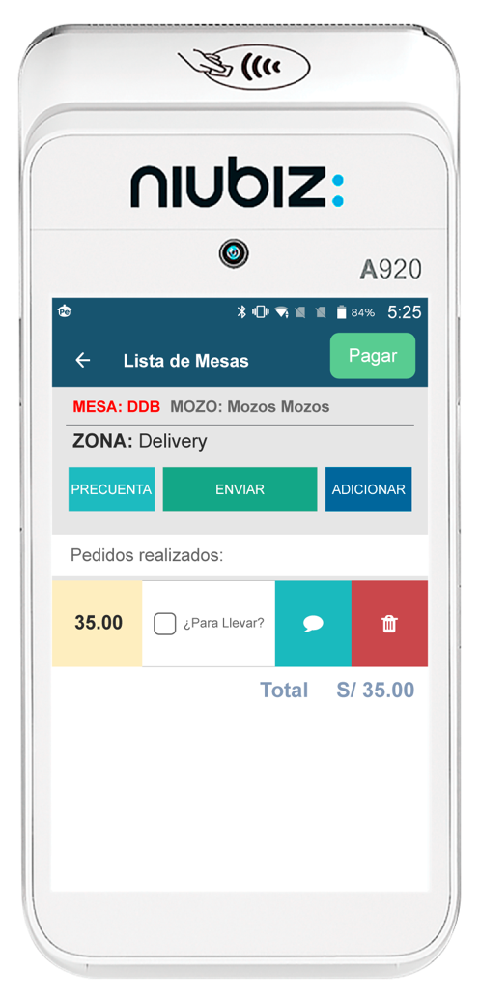 niubiz:
A920
Pe
84% 5:25
Lista de Mesas
Pagar
MESA: DDB MOZO: Mozos Mozos
ZONA: Delivery
PRECUENTA
ENVIAR
ADICIONAR
Pedidos realizados:
35.00
¿Para Llevar?
Total S/ 35.00